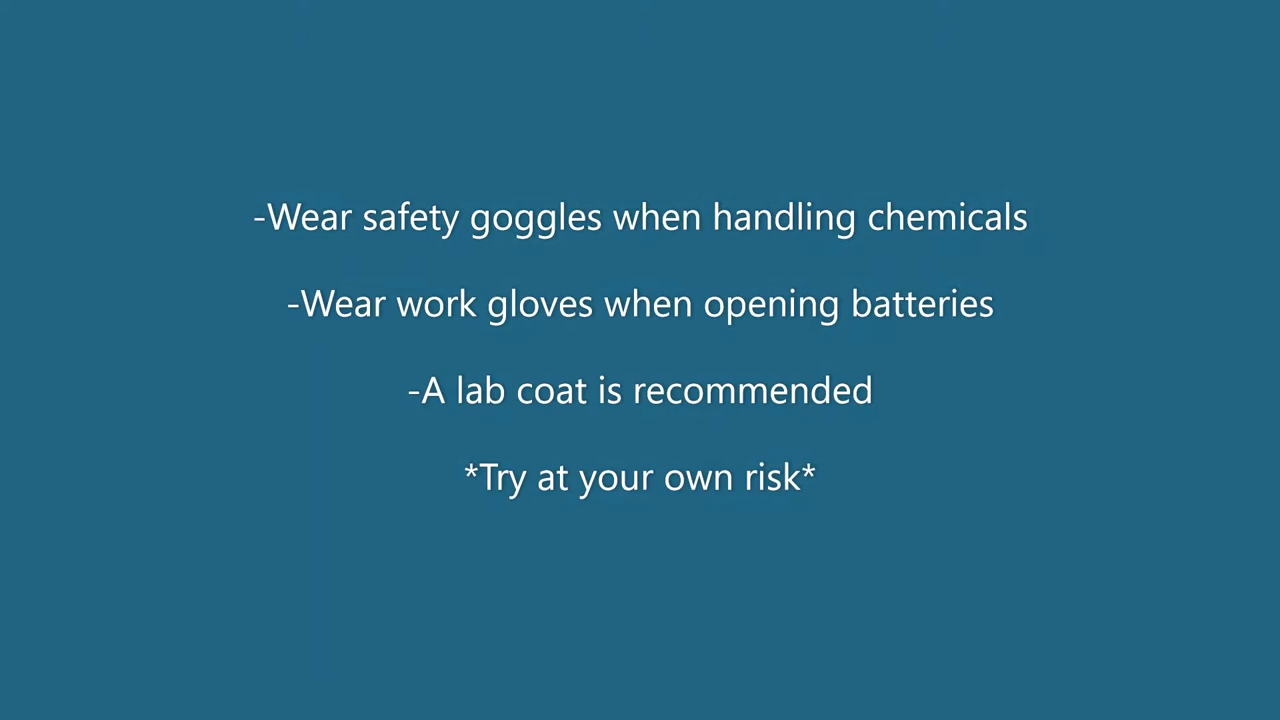 -Wear safety goggles when handling chemicals
-Wear work gloves when opening batteries
-A lab coat is recommended
*Try at your own risk*